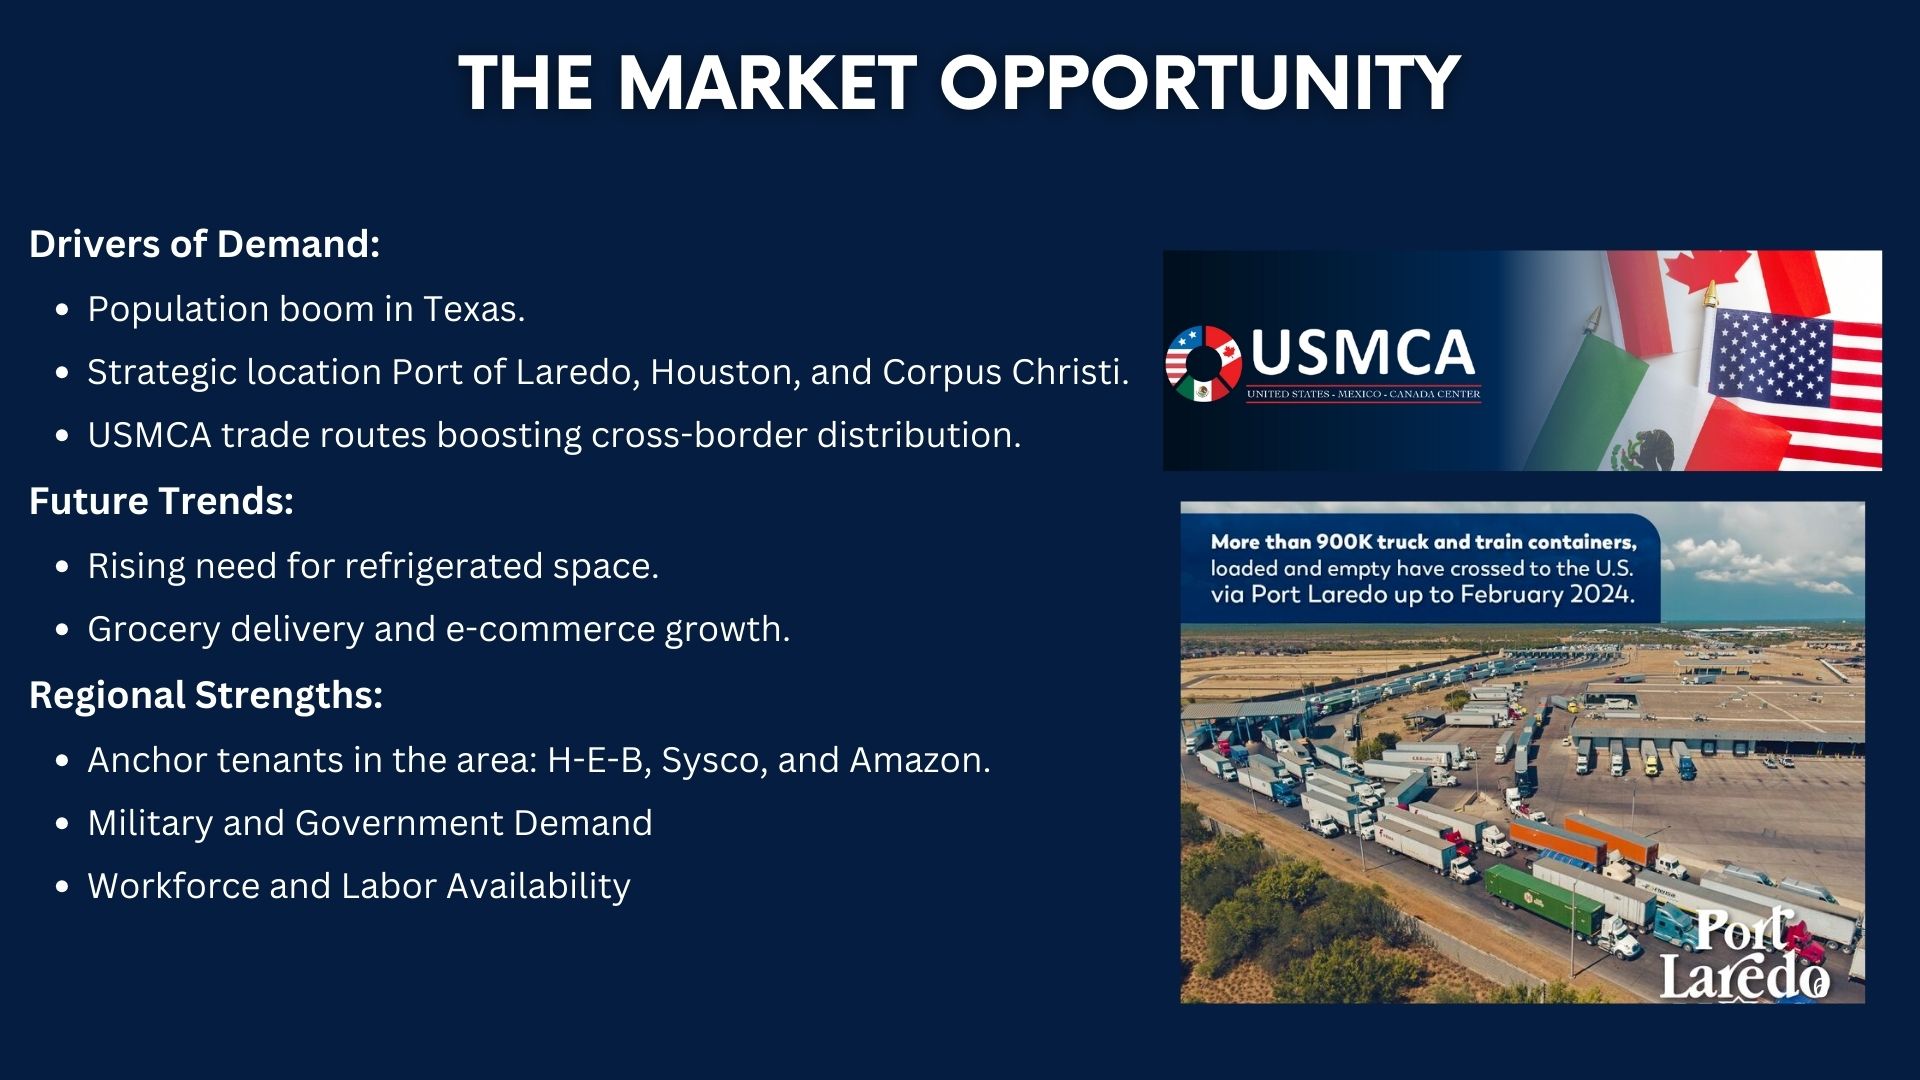 THE MARKET OPPORTUNITY
Drivers of Demand:
• Population boom in Texas.
• Strategic location Port of Laredo, Houston, and Corpus Christi.
• USMCA trade routes boosting cross-border distribution.
Future Trends:
• Rising need for refrigerated space.
• Grocery delivery and e-commerce growth.
Regional Strengths:
• Anchor tenants in the area: H-E-B, Sysco, and Amazon.
• Military and Government Demand
• Workforce and Labor Availability
USMCA
UNITED STATES - MEXICO - CANADA CENTER
More than 900K truck and train containers,
loaded and empty have crossed to the U.S.
via Port Laredo up to February 2024.
Port
Laredo